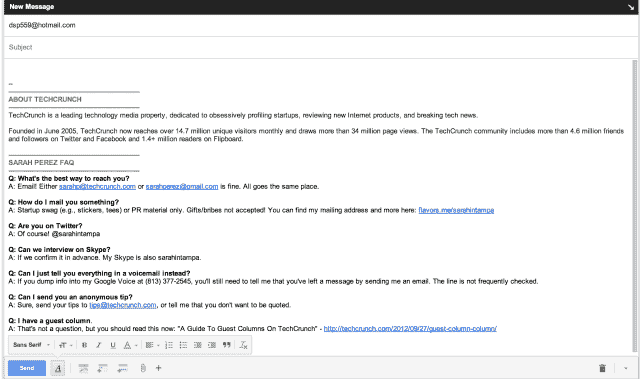 New Message
dsp559@hotmail.com
Subject
--
ABOUT TECHCRUNCH
TechCrunch is a leading technology media property, dedicated to obsessively profiling startups, reviewing new Internet products, and breaking tech news.
Founded in June 2005, TechCrunch now reaches over 14.7 million unique visitors monthly and draws more than 34 million page views. The TechCrunch community includes more than 4.6 million friends
and followers on Twitter and Facebook and 1.4+ million readers on Flipboard.
SARAH PEREZ FAQ
Q: What's the best way to reach you?
A: Email! Either sarahp@techcrunch.com or sarahperez@gmail.com is fine. All goes the same place.
Q: How do I mail you something?
A: Startup swag (e.g., stickers, tees) or PR material only. Gifts/bribes not accepted! You can find my mailing address and more here: flavors.me/sarahintampa
Q: Are you on Twitter?
A: Of course! @sarahintampa
Q: Can we interview on Skype?
A: If we confirm it in advance. My Skype is also sarahintampa.
Q: Can I just tell you everything in a voicemail instead?
A: If you dump info into my Google Voice at (813) 377-2545, you'll still need to tell me that you've left a message by sending me an email. The line is not frequently checked.
Q: Can I send you an anonymous tip?
A: Sure, send your tips to tips@techcrunch.com, or tell me that you don't want to be quoted.
Q: I have a guest column.
A: That's not a question, but you should read this now: "A Guide To Guest Columns On TechCrunch" - http://techcrunch.com/2012/09/27/guest-column-column/
Sans Serif T B I U A
Send A